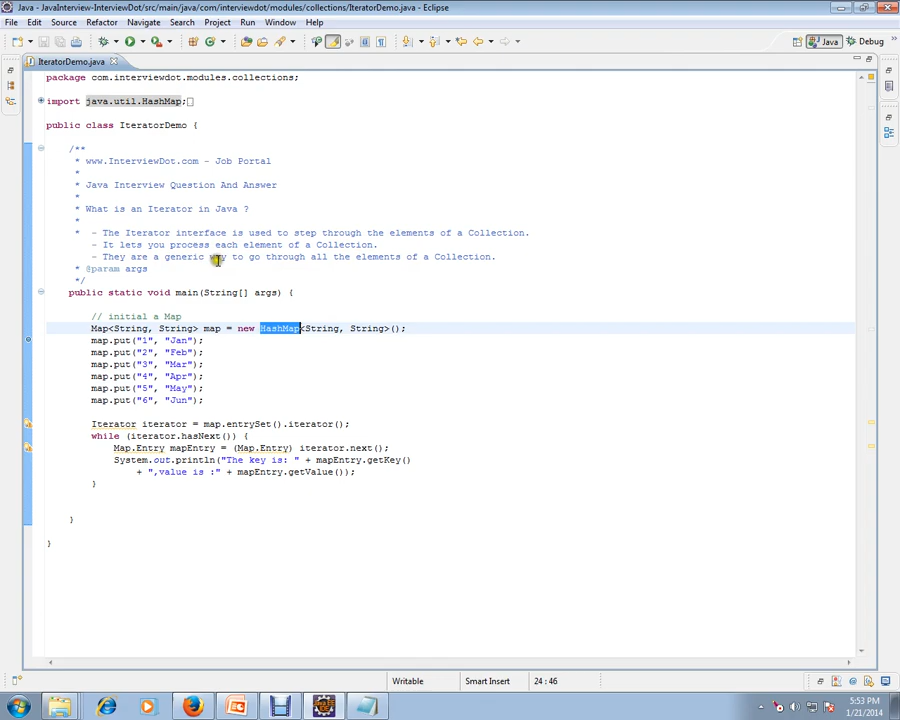 Java - JavaInterview-InterviewDot/src/main/java/com/interviewdot/modules/collections/IteratorDemo.java - Eclipse
File Edit Source Refactor Navigate Search Project Run Window Help
Java Debug
IteratorDemo.java
package com.interviewdot.modules.collections;
import java.util.HashMap;
public class IteratorDemo {
/**
* www.InterviewDot.com - Job Portal
*
* Java Interview Question And Answer
*
* What is an Iterator in Java ?
*
* - The Iterator interface is used to step through the elements of a Collection.
- It lets you process each element of a Collection.
- They are a generic way to go through all the elements of a Collection.
* @param args
*/
public static void main(String[] args) {
// initial a Map
Map<String, String> map = new HashMap<String, String>();
map.put("1", "Jan");
map.put("2", "Feb");
map.put("3", "Mar");
map.put("4", "Apr");
map.put("5", "May");
map.put("6", "Jun");
Iterator iterator = map.entrySet().iterator();
while (iterator.hasNext()) {
Map.Entry mapEntry = (Map.Entry) iterator.next();
System.out.println("The key is: " + mapEntry.getKey()
+ ",value is :" + mapEntry.getValue());
}
}
}
Writable Smart Insert 24 : 46
5:53 PM
1/21/2014